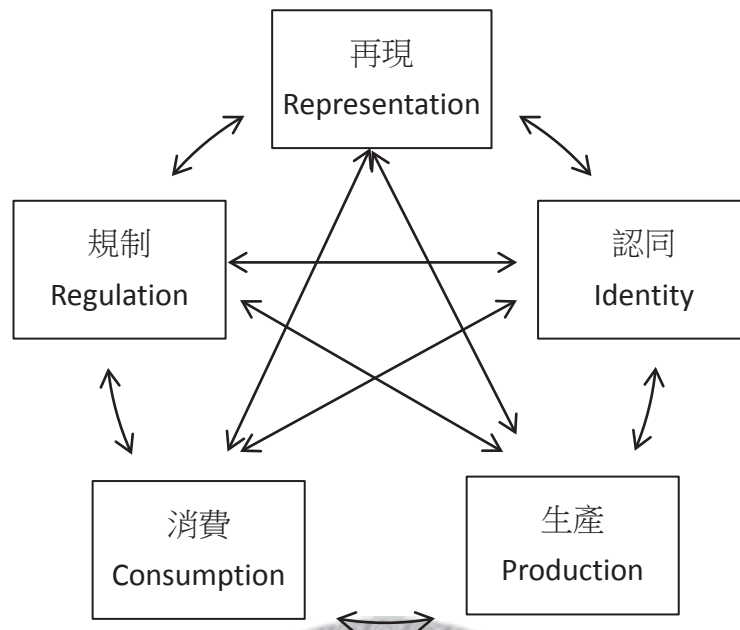 再現
Representation
規制
Regulation
認同
Identity
消費
Consumption
生產
Production